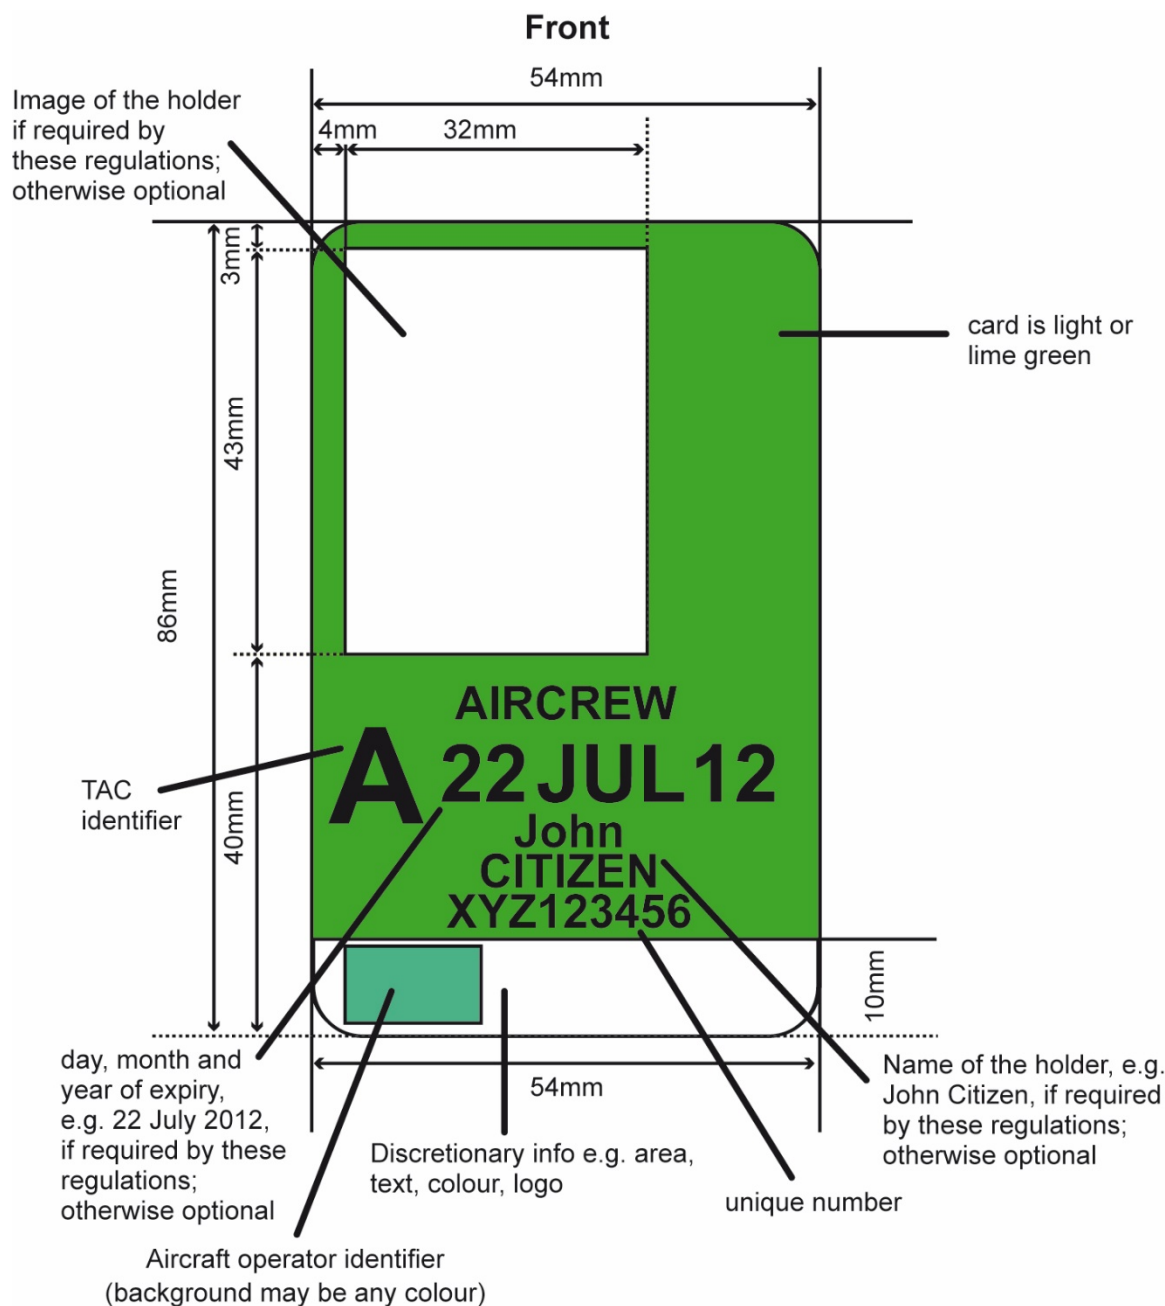 Front
54mm
Image of the holder
if required by
these regulations;
otherwise optional
4mm
32mm
3mm
card is light or
lime green
43mm
86mm
AIRCREW
A
22 JUL 12
TAC
identifier
40mm
John
CITIZEN
XYZ123456
10mm
day, month and
year of expiry,
e.g. 22 July 2012,
if required by these
regulations;
otherwise optional
54mm
Name of the holder, e.g.
John Citizen, if required
by these regulations;
otherwise optional
Discretionary info e.g. area,
text, colour, logo
unique number
Aircraft operator identifier
(background may be any colour)